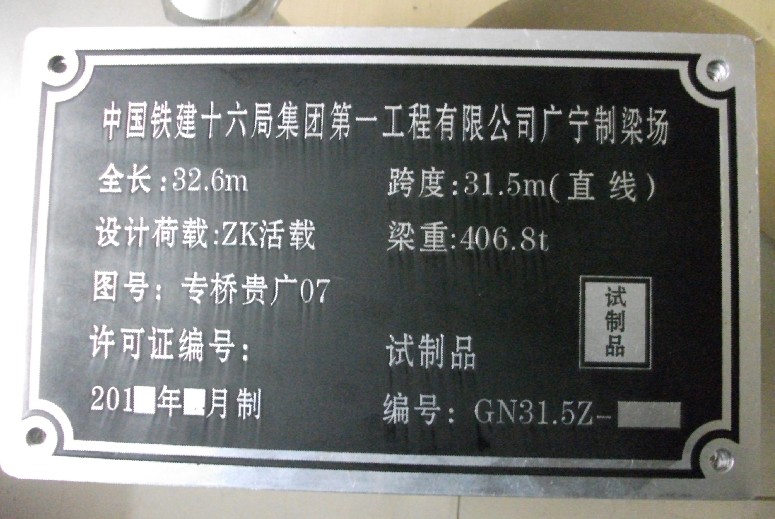 中国铁建十六局集团第一工程有限公司广宁制梁场
全长:32.6m 跨度:31.5m(直线)
设计荷载:ZK活载 梁重:406.8t
图号: 专桥贵广07
试制品
许可证编号: 试制品
201 年 月制 编号: GN31.5Z-